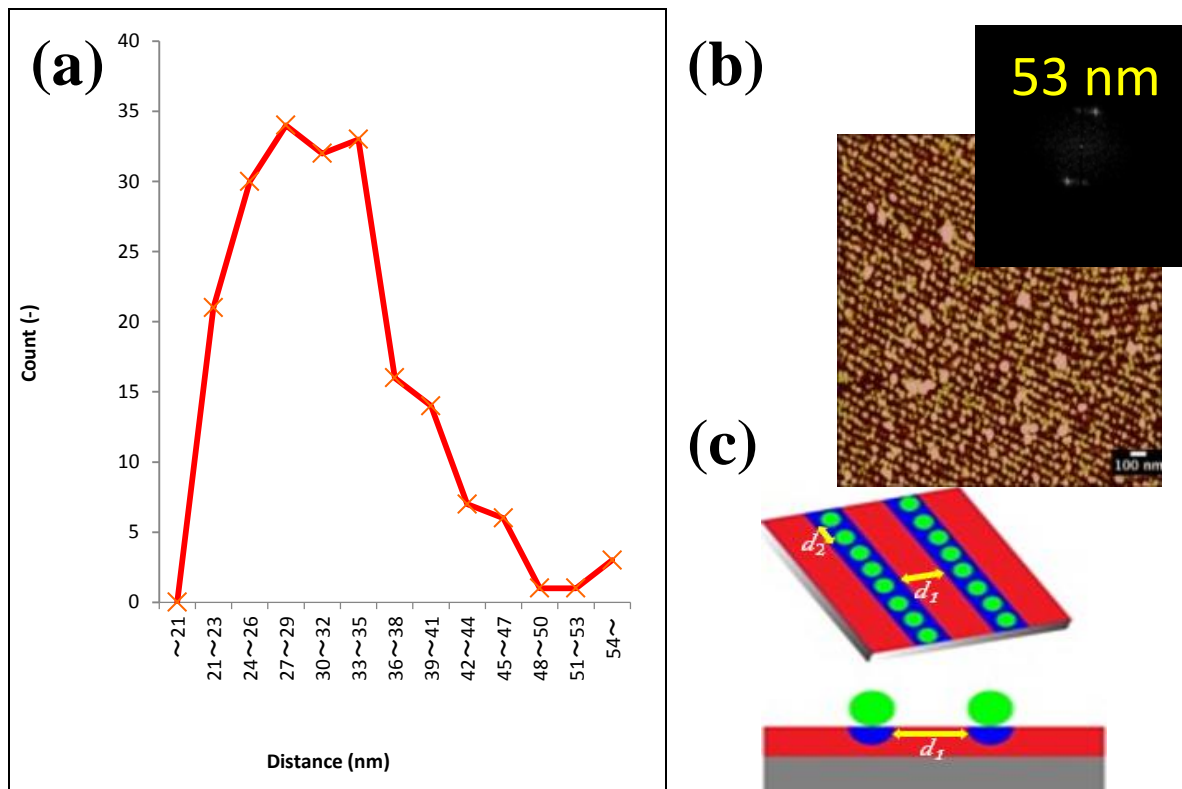 (a)
40
35
30
25
20
15
10
5
0
Count (-)
～21
21～23
24～26
27～29
30～32
33～35
36～38
39～41
42～44
45～47
48～50
51～53
54～
Distance (nm)
(b)
53 nm
100 nm
(c)
d2
d1
d1